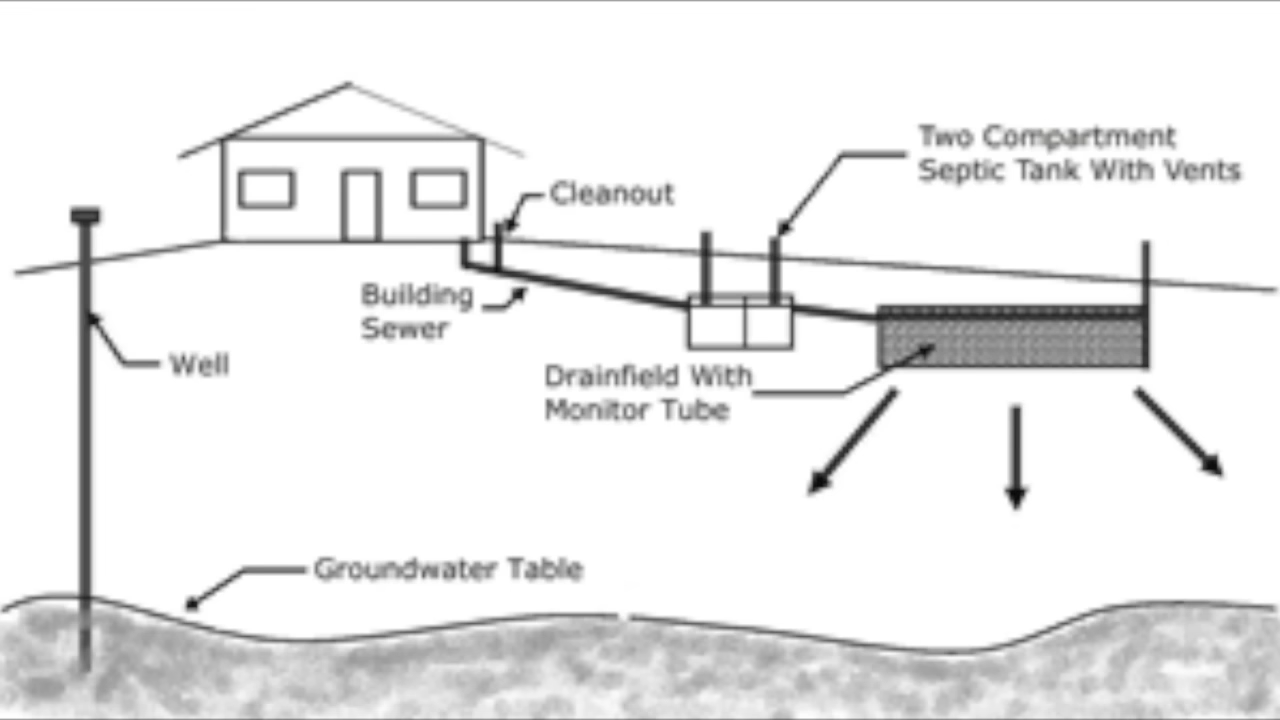 Two Compartment
Septic Tank With Vents
Cleanout
Building
Sewer
Well
Drainfield With
Monitor Tube
Groundwater Table